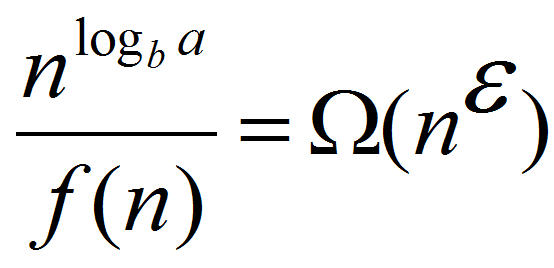 n^{log_b a} / f(n) = Ω(n^ε)